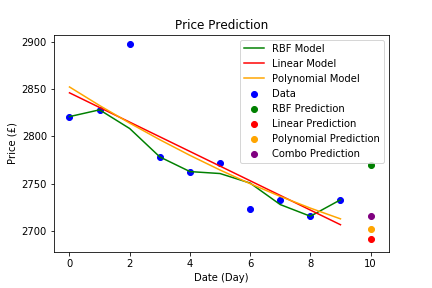 Price Prediction
2900
2850
2800
2750
2700
Price (£)
RBF Model
Linear Model
Polynomial Model
Data
RBF Prediction
Linear Prediction
Polynomial Prediction
Combo Prediction
0 2 4 6 8 10
Date (Day)